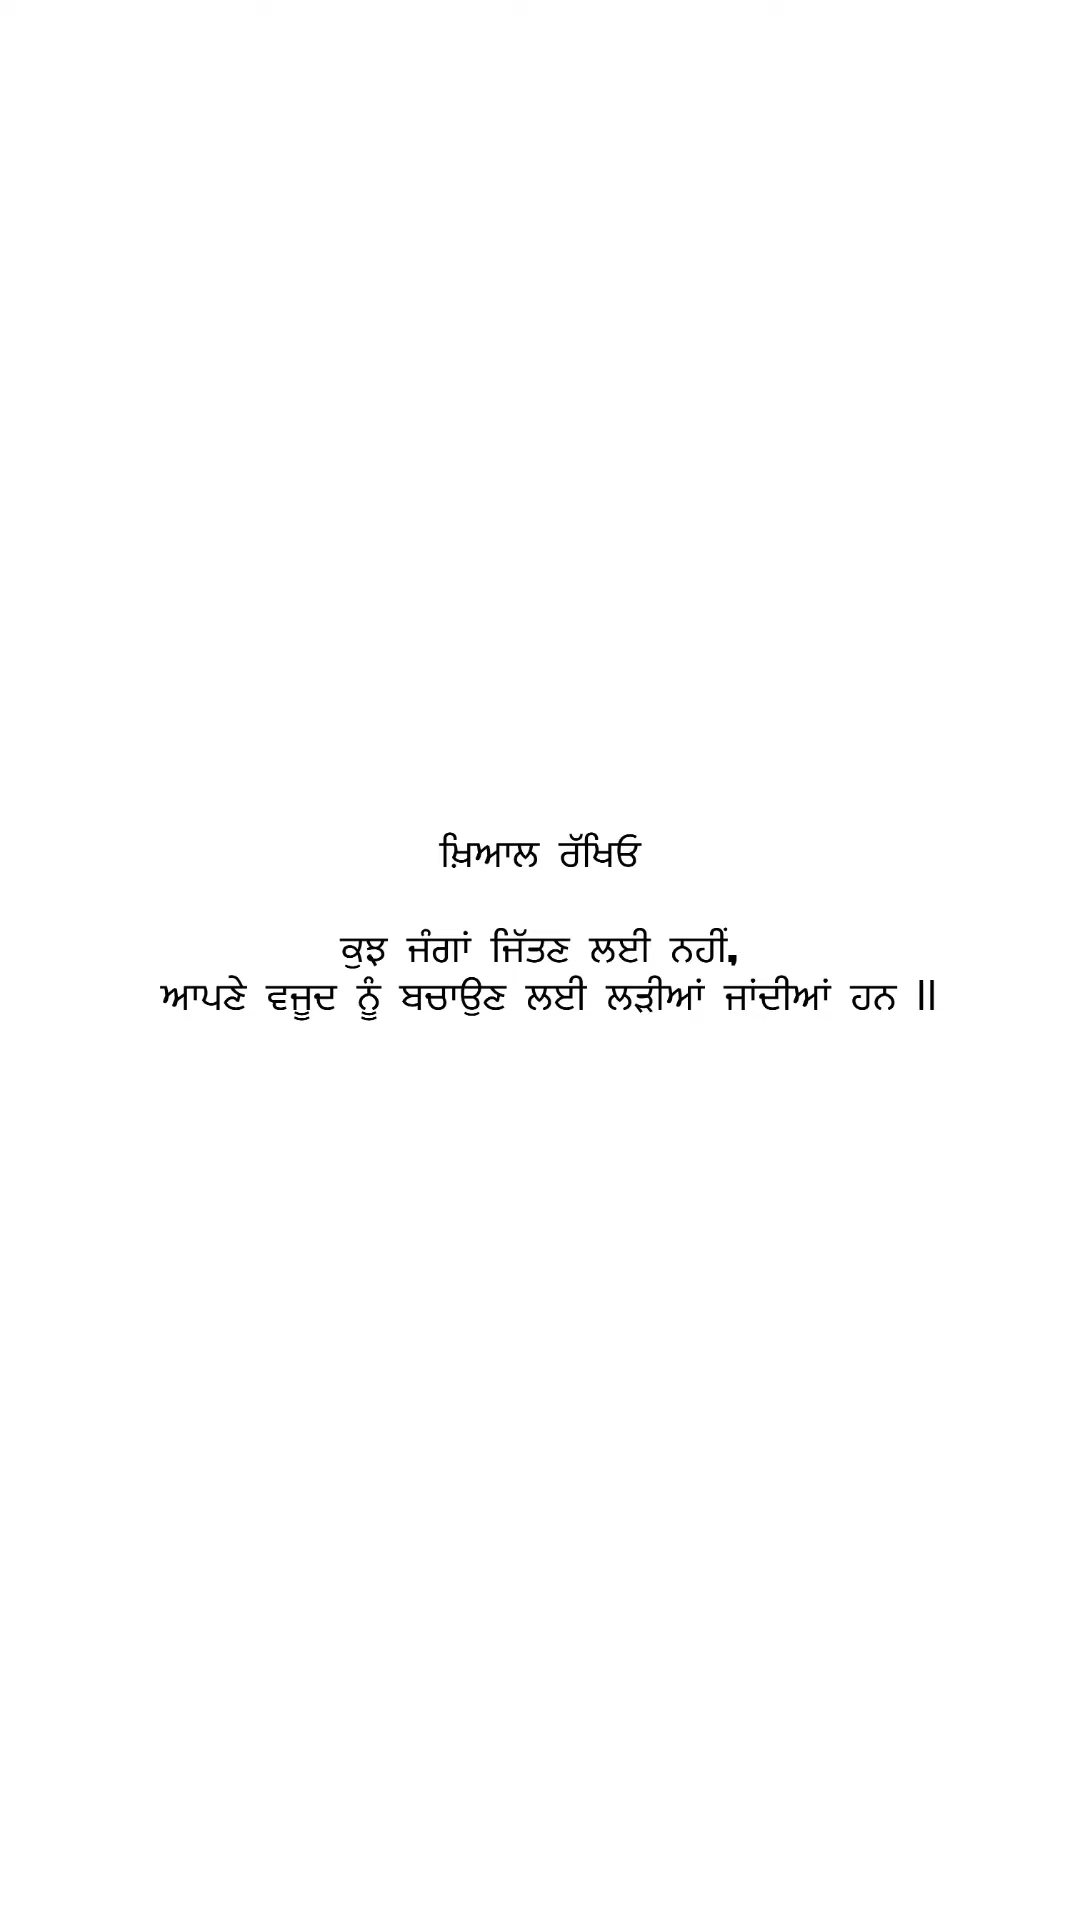 ਖ਼ਿਆਲ ਰੱਖਿਓ
ਕੁਝ ਜੰਗਾਂ ਜਿੱਤਣ ਲਈ ਨਹੀਂ,
ਆਪਣੇ ਵਜੂਦ ਨੂੰ ਬਚਾਉਣ ਲਈ ਲੜੀਆਂ ਜਾਂਦੀਆਂ ਹਨ ||